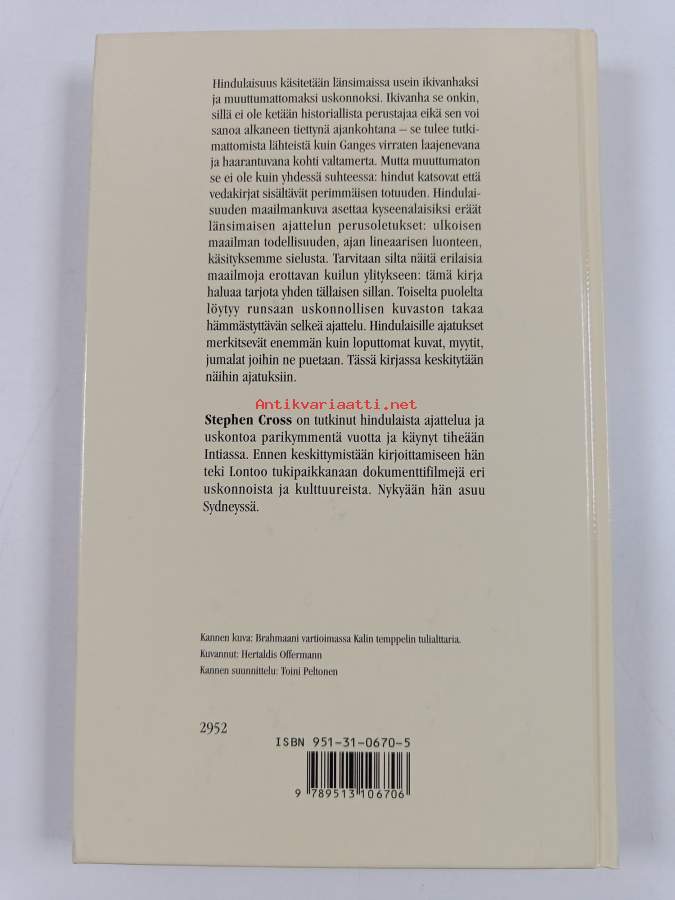 Hindulaisuus käsitetään länsimaissa usein ikivanhaksi
ja muuttumattomaksi uskonnoksi. Ikivanha se onkin,
sillä ei ole ketään historiallista perustajaa eikä sen voi
sanoa alkaneen tiettynä ajankohtana – se tulee tutki-
mattomista lähteistä kuin Ganges virraten laajenevana
ja haarantuvana kohti valtamerta. Mutta muuttumaton
se ei ole kuin yhdessä suhteessa: hindut katsovat että
vedakirjat sisältävät perimmäisen totuuden. Hindulai-
suuden maailmankuva asettaa kyseenalaisiksi eräät
länsimaisen ajattelun perusoletukset: ulkoisen
maailman todellisuuden, ajan lineaarisen luonteen,
käsityksemme sielusta. Tarvitaan silta näitä erilaisia
maailmoja erottavan kuilun ylitykseen: tämä kirja
haluaa tarjota yhden tällaisen sillan. Toiselta puolelta
löytyy runsaan uskonnollisen kuvaston takaa
hämmästyttävän selkeä ajattelu. Hindulaisille ajatukset
merkitsevät enemmän kuin loputtomat kuvat, myytit,
jumalat joihin ne puetaan. Tässä kirjassa keskitytään
näihin ajatuksiin.
Antikvariaatti.net
Stephen Cross on tutkinut hindulaista ajattelua ja
uskontoa parikymmentä vuotta ja käynyt tiheään
Intiassa. Ennen keskittymistään kirjoittamiseen hän
teki Lontoo tukipaikkanaan dokumenttifilmejä eri
uskonnoista ja kulttuureista. Nykyään hän asuu
Sydneyssä.
Kannen kuva: Brahmaani vartioimassa Kalin temppelin tulialttaria.
Kuvannut: Hertaldis Offermann
Kannen suunnittelu: Toini Peltonen
2952
ISBN 951-31-0670-5
9 789513 106706